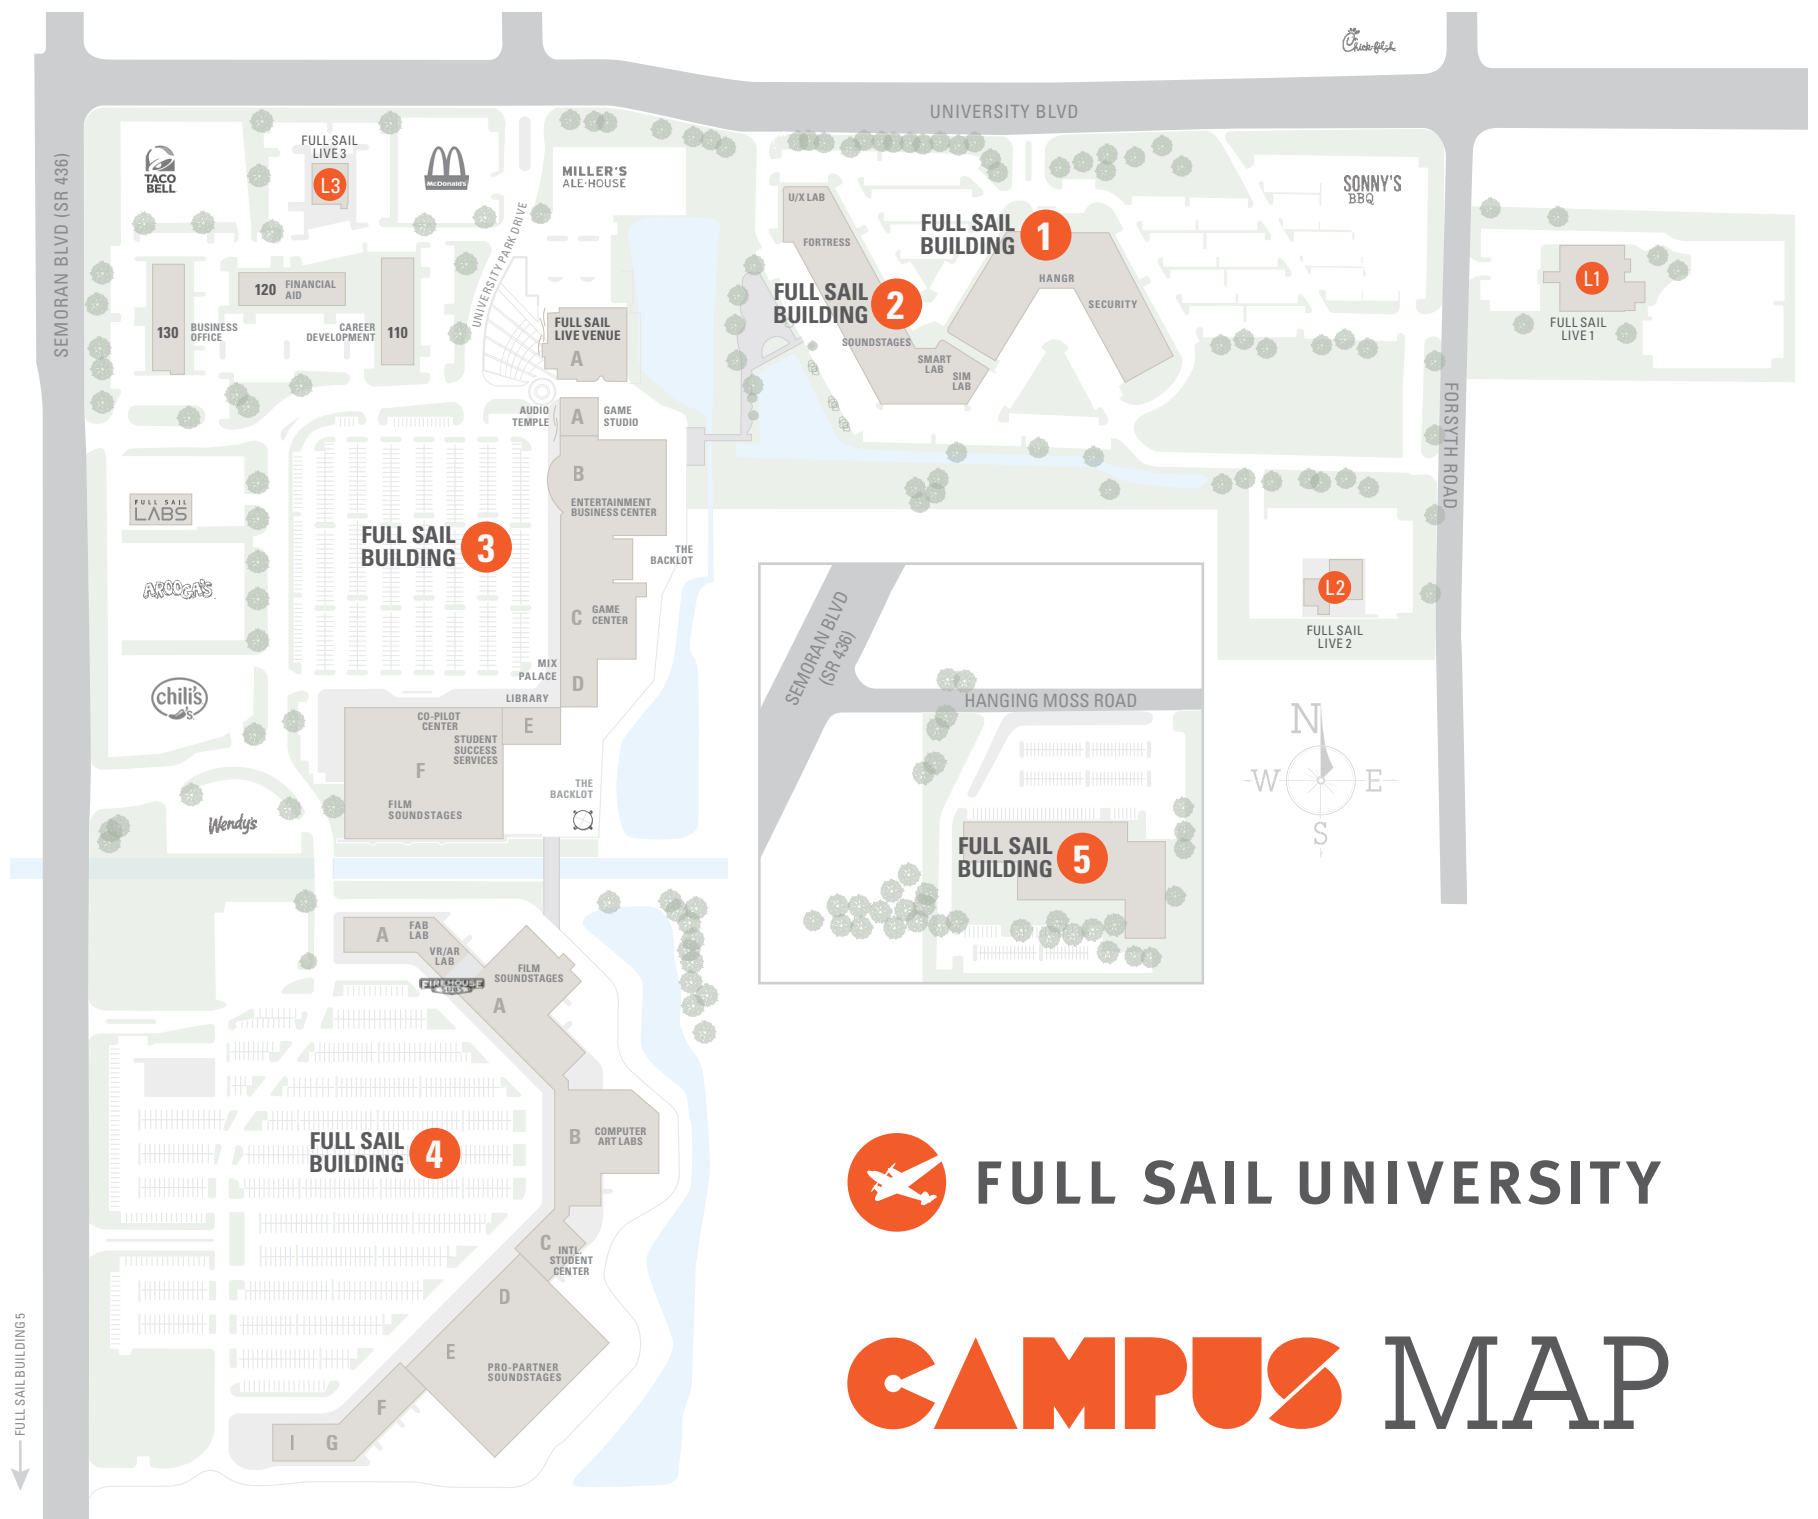 Chick-fil-A
UNIVERSITY BLVD
SEMORAN BLVD (SR 436)
TACO
BELL
FULL SAIL
LIVE 3
L3
McDonald's
MILLER'S
ALE·HOUSE
UNIVERSITY PARK DRIVE
130
BUSINESS
OFFICE
120
FINANCIAL
AID
CAREER
DEVELOPMENT
110
FULL SAIL
LIVE VENUE
A
U/X LAB
FORTRESS
FULL SAIL
BUILDING
2
SOUNDSTAGES
SMART
LAB
SIM
LAB
FULL SAIL
BUILDING
1
HANGR
SECURITY
SONNY'S
BBQ
L1
FULL SAIL
LIVE 1
FORSYTH ROAD
AUDIO
TEMPLE
A
GAME
STUDIO
B
ENTERTAINMENT
BUSINESS CENTER
FULL SAIL
LABS
FULL SAIL
BUILDING
3
THE
BACKLOT
AROOGA'S
C
GAME
CENTER
MIX
PALACE
D
LIBRARY
chili's
CO-PILOT
CENTER
E
STUDENT
SUCCESS
SERVICES
F
FILM
SOUNDSTAGES
THE
BACKLOT
Wendy's
L2
FULL SAIL
LIVE 2
SEMORAN BLVD
(SR 436)
HANGING MOSS ROAD
FULL SAIL
BUILDING
5
N
W
E
S
A
FAB
LAB
VR/AR
LAB
FIREHOUSE
SUBS
FILM
SOUNDSTAGES
A
FULL SAIL
BUILDING
4
B
COMPUTER
ART LABS
C
INTL.
STUDENT
CENTER
D
E
PRO-PARTNER
SOUNDSTAGES
F
I
G
FULL SAIL BUILDING 5
FULL SAIL UNIVERSITY
CAMPUS MAP